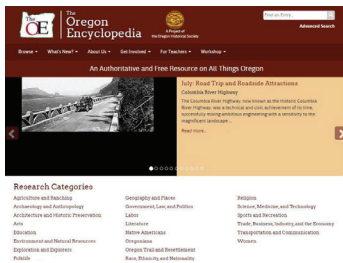 The
OE
The
Oregon
Encyclopedia
A Project of
the Oregon Historical Society
Find an Entry
Advanced Search
Browse
What's New?
About Us
Get Involved
For Teachers
Workshop
An Authoritative and Free Resource on All Things Oregon
July: Road Trip and Roadside Attractions
Columbia River Highway
The Columbia River Highway, now known as the Historic Columbia
River Highway, was a technical and civic achievement of its time,
successfully mixing ambitious engineering with a sensitivity to the
magnificent landscape...
Read more...
Research Categories
Agriculture and Ranching
Archaeology and Anthropology
Architecture and Historic Preservation
Arts
Education
Environment and Natural Resources
Exploration and Explorers
Folklife
Geography and Places
Government, Law, and Politics
Labor
Literature
Native Americans
Oregoniana
Oregon Trail and Resettlement
Race, Ethnicity, and Nationality
Religion
Science, Medicine, and Technology
Sports and Recreation
Trade, Business, Industry, and the Economy
Transportation and Communication
Women